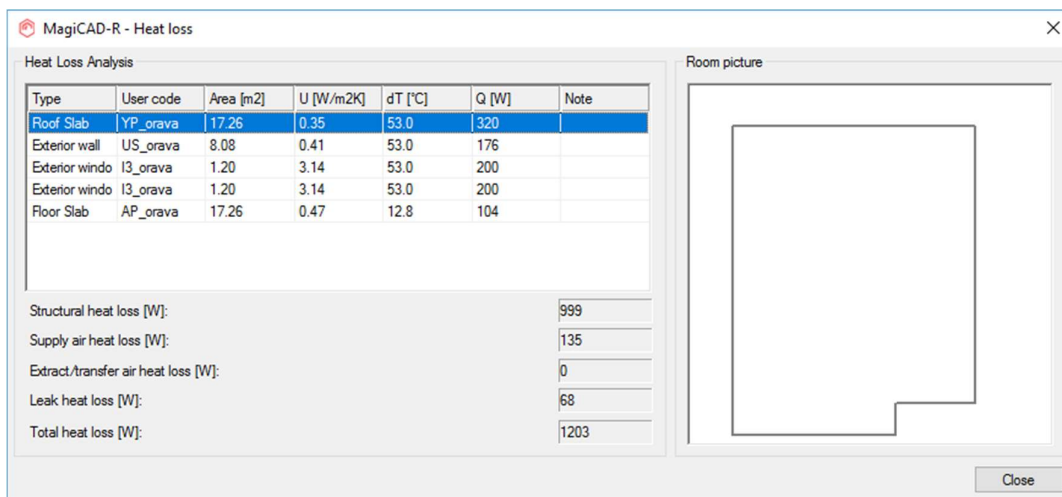 MagiCAD-R - Heat loss
Heat Loss Analysis
Type User code Area [m2] U [W/m2K] dT [°C] Q [W] Note
Roof Slab YP_orava 17.26 0.35 53.0 320
Exterior wall US_orava 8.08 0.41 53.0 176
Exterior windo I3_orava 1.20 3.14 53.0 200
Exterior windo I3_orava 1.20 3.14 53.0 200
Floor Slab AP_orava 17.26 0.47 12.8 104
Structural heat loss [W]: 999
Supply air heat loss [W]: 135
Extract/transfer air heat loss [W]: 0
Leak heat loss [W]: 68
Total heat loss [W]: 1203
Room picture
Close